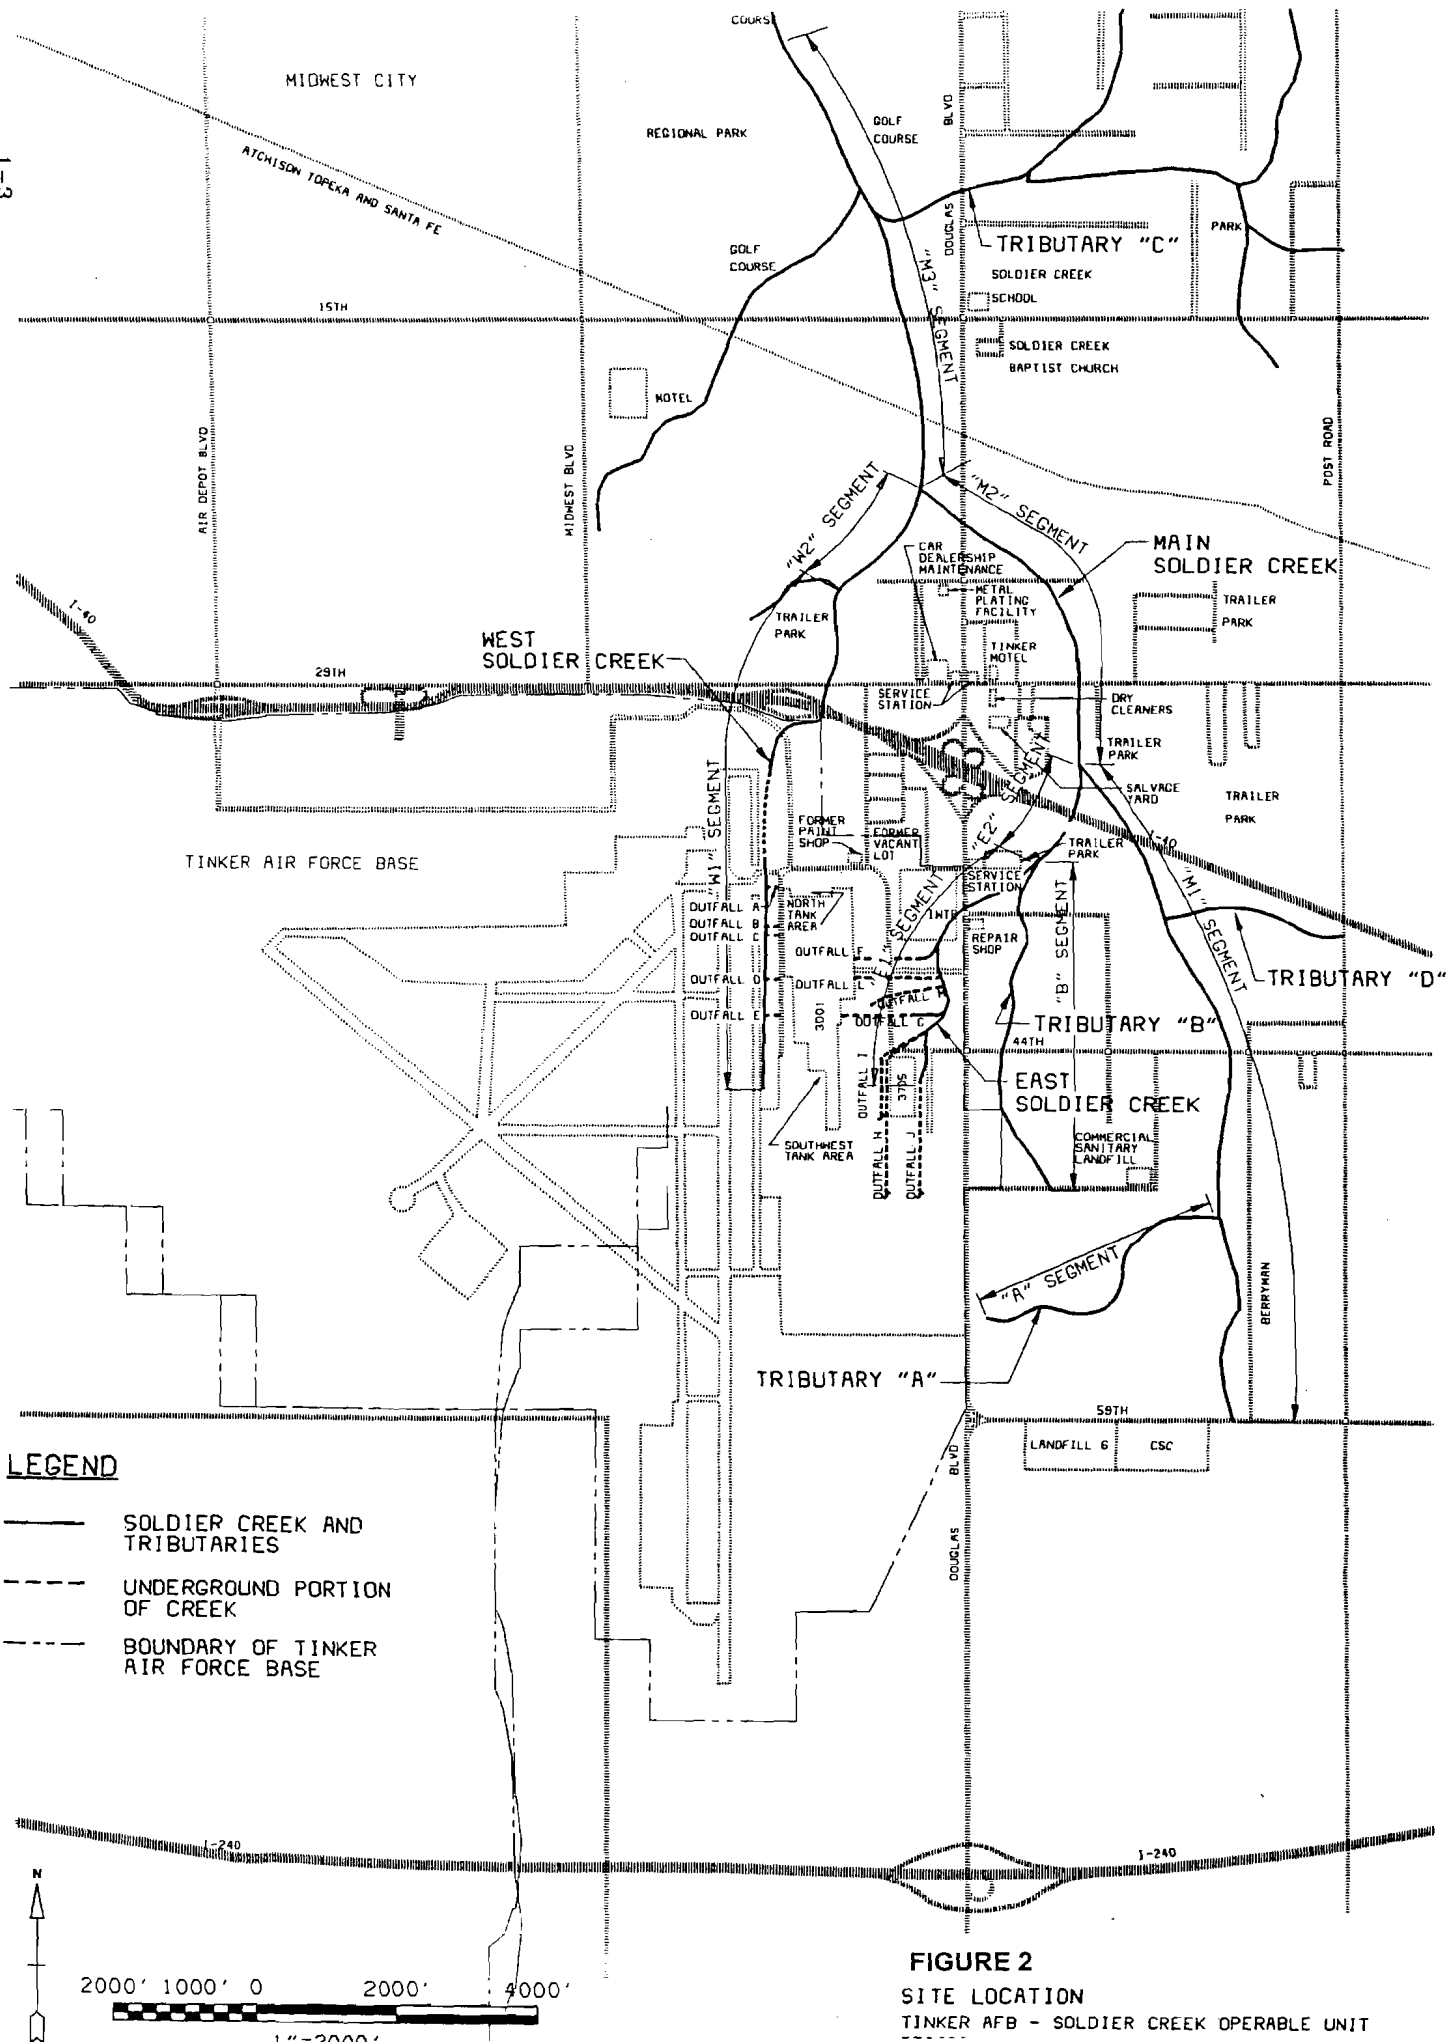 COURSE
MIDWEST CITY
REGIONAL PARK
GOLF
COURSE
BLVD
1-3
ATCHISON TOPEKA AND SANTA FE
GOLF
COURSE
DOUGLAS
PARK
TRIBUTARY "C"
"M3" SEGMENT
SOLDIER CREEK
SCHOOL
15TH
SOLDIER CREEK
BAPTIST CHURCH
MOTEL
AIR DEPOT BLVD
MIDWEST BLVD
POST ROAD
"W2" SEGMENT
"M2" SEGMENT
CAR
DEALERSHIP
MAINTENANCE
MAIN
SOLDIER CREEK
METAL
PLATING
FACILITY
I-40
TRAILER
PARK
TRAILER
PARK
WEST
SOLDIER CREEK
TINKER
MOTEL
29TH
SERVICE
STATION
DRY
CLEANERS
TRAILER
PARK
SALVAGE
YARD
TRAILER
PARK
"W1" SEGMENT
"E2" SEGMENT
FORMER
PAINT
SHOP
FORMER
VACANT
LOT
I-40
TRAILER
PARK
TINKER AIR FORCE BASE
SERVICE
STATION
"M1" SEGMENT
"B" SEGMENT
"E1" SEGMENT
OUTFALL A
NORTH
TANK
AREA
IWTP
OUTFALL B
OUTFALL C
REPAIR
SHOP
OUTFALL F
OUTFALL D
OUTFALL L
TRIBUTARY "D"
OUTFALL K
OUTFALL E
3001
OUTFALL G
TRIBUTARY "B"
44TH
OUTFALL I
3705
EAST
SOLDIER CREEK
SOUTHWEST
TANK AREA
OUTFALL H
OUTFALL J
COMMERCIAL
SANITARY
LANDFILL
"A" SEGMENT
BERRYMAN
TRIBUTARY "A"
59TH
LANDFILL 6
CSC
BLVD
DOUGLAS
LEGEND
SOLDIER CREEK AND
TRIBUTARIES
UNDERGROUND PORTION
OF CREEK
BOUNDARY OF TINKER
AIR FORCE BASE
I-240
I-240
N
2000' 1000' 0 2000' 4000'
1"=2000'
FIGURE 2
SITE LOCATION
TINKER AFB - SOLDIER CREEK OPERABLE UNIT